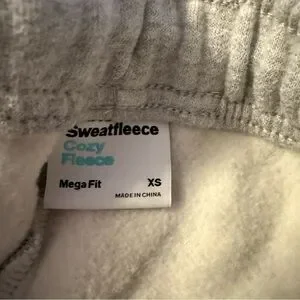 Sweatfleece
Cozy
Fleece
Mega Fit XS
MADE IN CHINA